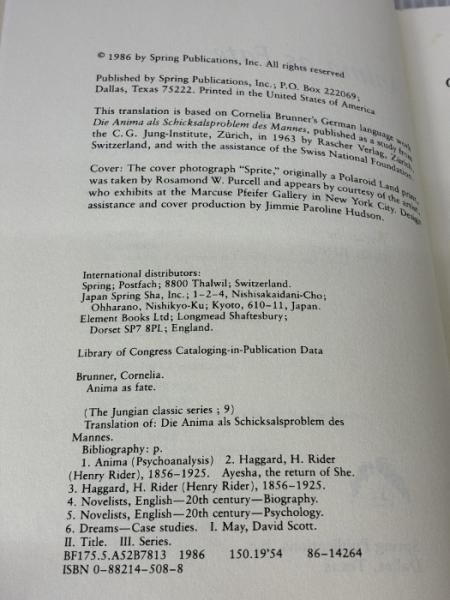 © 1986 by Spring Publications, Inc. All rights reserved
Published by Spring Publications, Inc.; P.O. Box 222069;
Dallas, Texas 75222. Printed in the United States of America
This translation is based on Cornelia Brunner's German language work
Die Anima als Schicksalsproblem des Mannes, published as a study from
the C. G. Jung-Institute, Zürich, in 1963 by Rascher Verlag, Zürich,
Switzerland, and with the assistance of the Swiss National Foundation.
Cover: The cover photograph "Sprite," originally a Polaroid Land print,
was taken by Rosamond W. Purcell and appears by courtesy of the artist,
who exhibits at the Marcuse Pfeifer Gallery in New York City. Design
assistance and cover production by Jimmie Paroline Hudson.
International distributors:
Spring; Postfach; 8800 Thalwil; Switzerland.
Japan Spring Sha, Inc.; 1–2–4, Nishisakaidani-Cho;
Ohharano, Nishikyo-Ku; Kyoto, 610–11, Japan.
Element Books Ltd; Longmead Shaftesbury;
Dorset SP7 8PL; England.
Library of Congress Cataloging-in-Publication Data
Brunner, Cornelia.
Anima as fate.
(The Jungian classic series ; 9)
Translation of: Die Anima als Schicksalsproblem des
Mannes.
Bibliography: p.
1. Anima (Psychoanalysis) 2. Haggard, H. Rider
(Henry Rider), 1856-1925. Ayesha, the return of She.
3. Haggard, H. Rider (Henry Rider), 1856-1925.
4. Novelists, English—20th century—Biography.
5. Novelists, English—20th century—Psychology.
6. Dreams—Case studies. I. May, David Scott.
II. Title. III. Series.
BF175.5.A52B7813 1986 150.19'54 86-14264
ISBN 0-88214-508-8